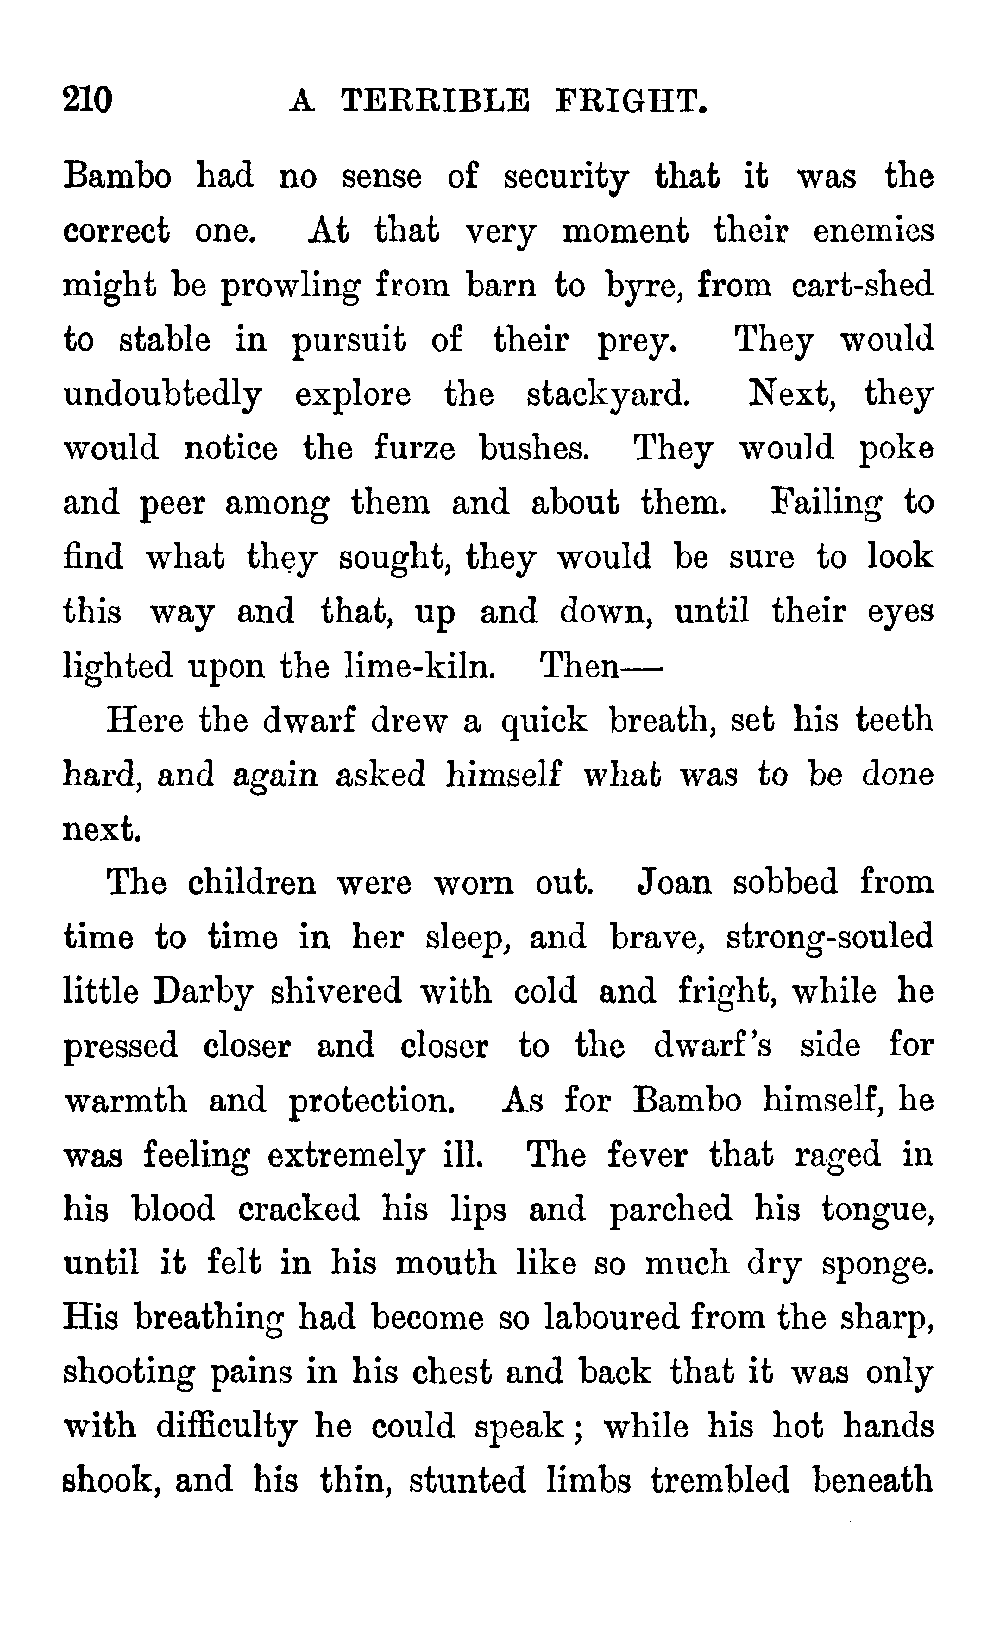 210 A TERRIBLE FRIGHT.
Bambo had no sense of security that it was the
correct one. At that very moment their enemies
might be prowling from barn to byre, from cart-shed
to stable in pursuit of their prey. They would
undoubtedly explore the stackyard. Next, they
would notice the furze bushes. They would poke
and peer among them and about them. Failing to
find what they sought, they would be sure to look
this way and that, up and down, until their eyes
lighted upon the lime-kiln. Then—
Here the dwarf drew a quick breath, set his teeth
hard, and again asked himself what was to be done
next.
The children were worn out. Joan sobbed from
time to time in her sleep, and brave, strong-souled
little Darby shivered with cold and fright, while he
pressed closer and closer to the dwarf's side for
warmth and protection. As for Bambo himself, he
was feeling extremely ill. The fever that raged in
his blood cracked his lips and parched his tongue,
until it felt in his mouth like so much dry sponge.
His breathing had become so laboured from the sharp,
shooting pains in his chest and back that it was only
with difficulty he could speak; while his hot hands
shook, and his thin, stunted limbs trembled beneath